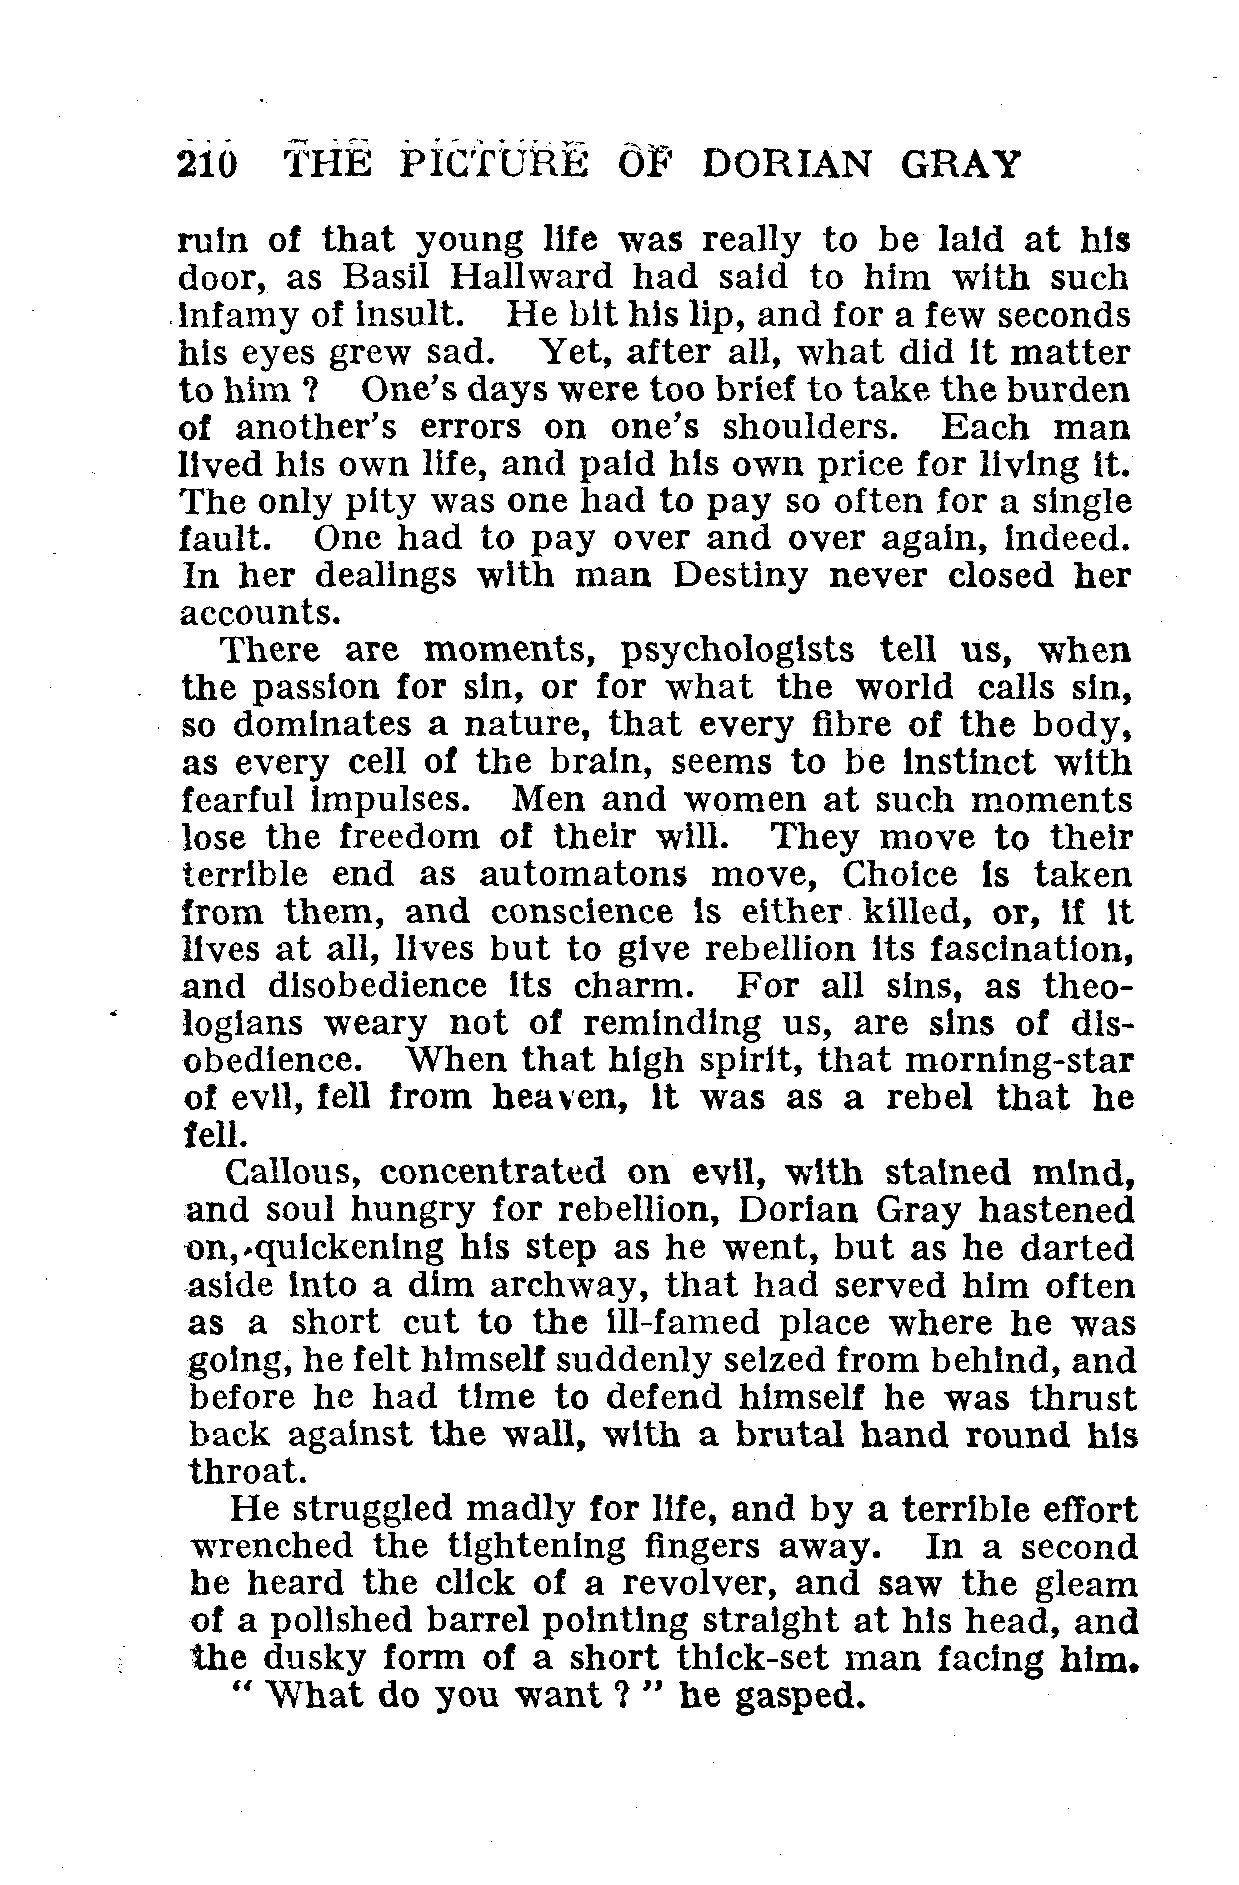 210 THE PICTURE OF DORIAN GRAY
ruin of that young life was really to be laid at his
door, as Basil Hallward had said to him with such
infamy of insult. He bit his lip, and for a few seconds
his eyes grew sad. Yet, after all, what did it matter
to him ? One's days were too brief to take the burden
of another's errors on one's shoulders. Each man
lived his own life, and paid his own price for living it.
The only pity was one had to pay so often for a single
fault. One had to pay over and over again, indeed.
In her dealings with man Destiny never closed her
accounts.
There are moments, psychologists tell us, when
the passion for sin, or for what the world calls sin,
so dominates a nature, that every fibre of the body,
as every cell of the brain, seems to be instinct with
fearful impulses. Men and women at such moments
lose the freedom of their will. They move to their
terrible end as automatons move, Choice is taken
from them, and conscience is either killed, or, if it
lives at all, lives but to give rebellion its fascination,
and disobedience its charm. For all sins, as theo-
logians weary not of reminding us, are sins of dis-
obedience. When that high spirit, that morning-star
of evil, fell from heaven, it was as a rebel that he
fell.
Callous, concentrated on evil, with stained mind,
and soul hungry for rebellion, Dorian Gray hastened
on, quickening his step as he went, but as he darted
aside into a dim archway, that had served him often
as a short cut to the ill-famed place where he was
going, he felt himself suddenly seized from behind, and
before he had time to defend himself he was thrust
back against the wall, with a brutal hand round his
throat.
He struggled madly for life, and by a terrible effort
wrenched the tightening fingers away. In a second
he heard the click of a revolver, and saw the gleam
of a polished barrel pointing straight at his head, and
the dusky form of a short thick-set man facing him.
“ What do you want ? ” he gasped.